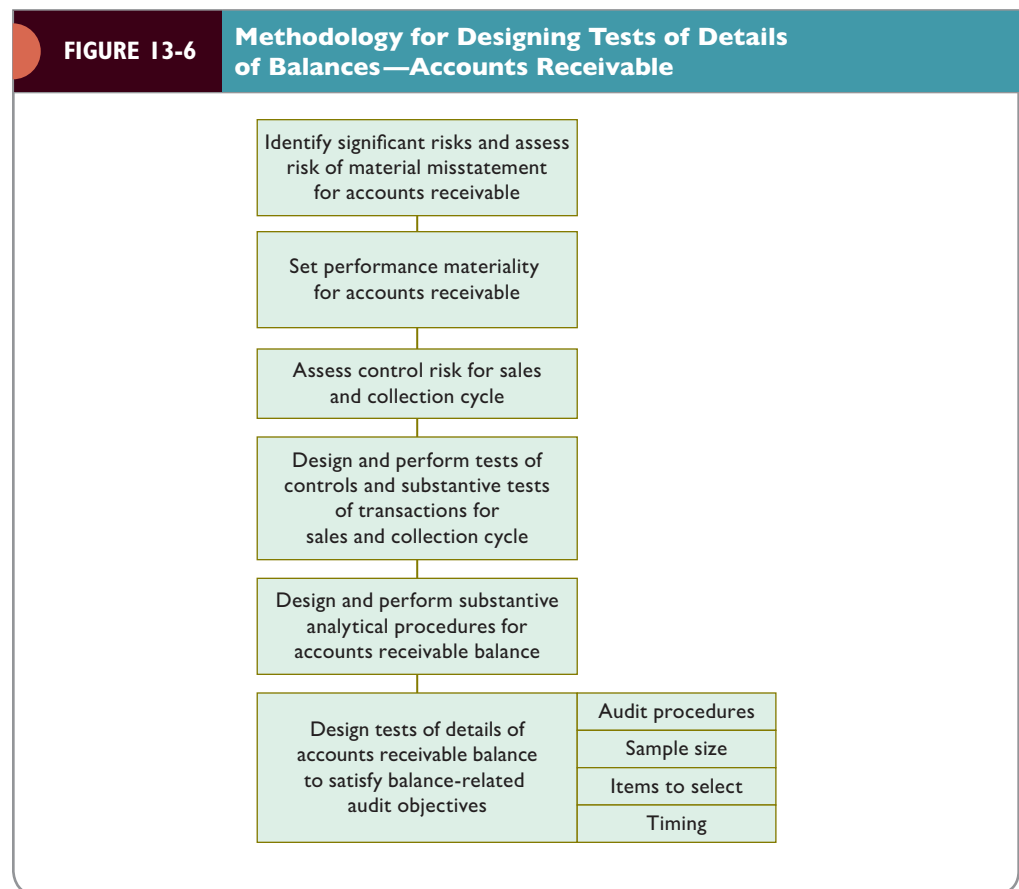 FIGURE 13-6
Methodology for Designing Tests of Details
of Balances—Accounts Receivable
Identify significant risks and assess
risk of material misstatement
for accounts receivable
Set performance materiality
for accounts receivable
Assess control risk for sales
and collection cycle
Design and perform tests of
controls and substantive tests
of transactions for
sales and collection cycle
Design and perform substantive
analytical procedures for
accounts receivable balance
Design tests of details of
accounts receivable balance
to satisfy balance-related
audit objectives
Audit procedures
Sample size
Items to select
Timing